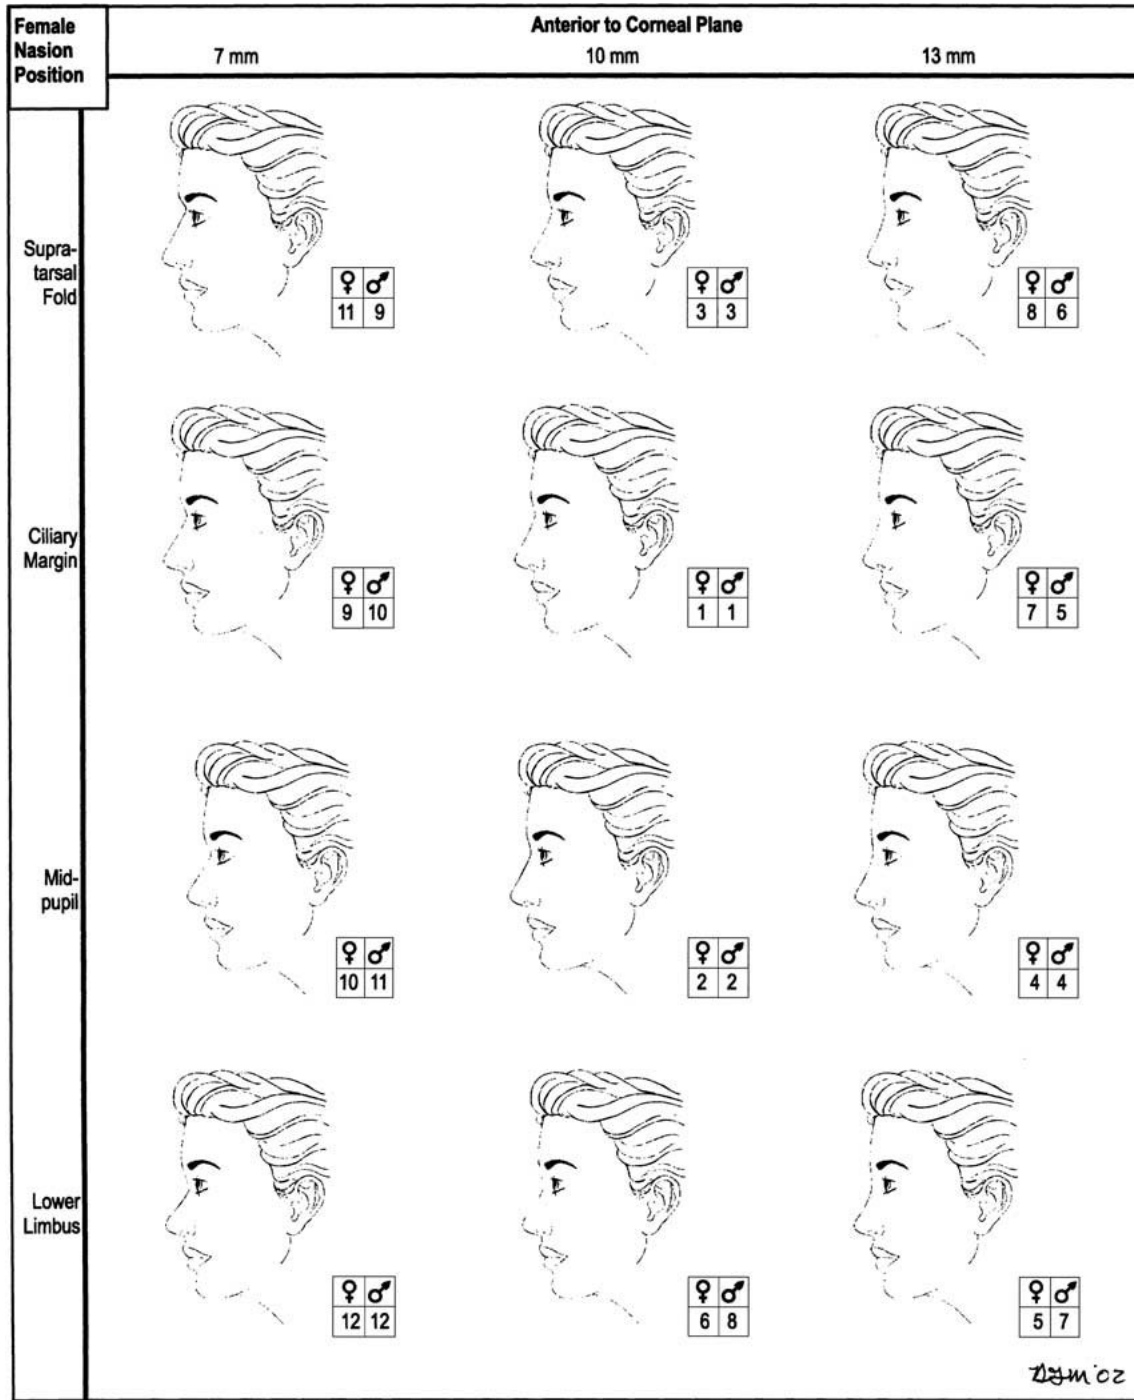 Female
Nasion
Position
Anterior to Corneal Plane
7 mm 10 mm 13 mm
Supra-
tarsal
Fold
♀ ♂
11 9
♀ ♂
3 3
♀ ♂
8 6
Ciliary
Margin
♀ ♂
9 10
♀ ♂
1 1
♀ ♂
7 5
Mid-
pupil
♀ ♂
10 11
♀ ♂
2 2
♀ ♂
4 4
Lower
Limbus
♀ ♂
12 12
♀ ♂
6 8
♀ ♂
5 7
'02